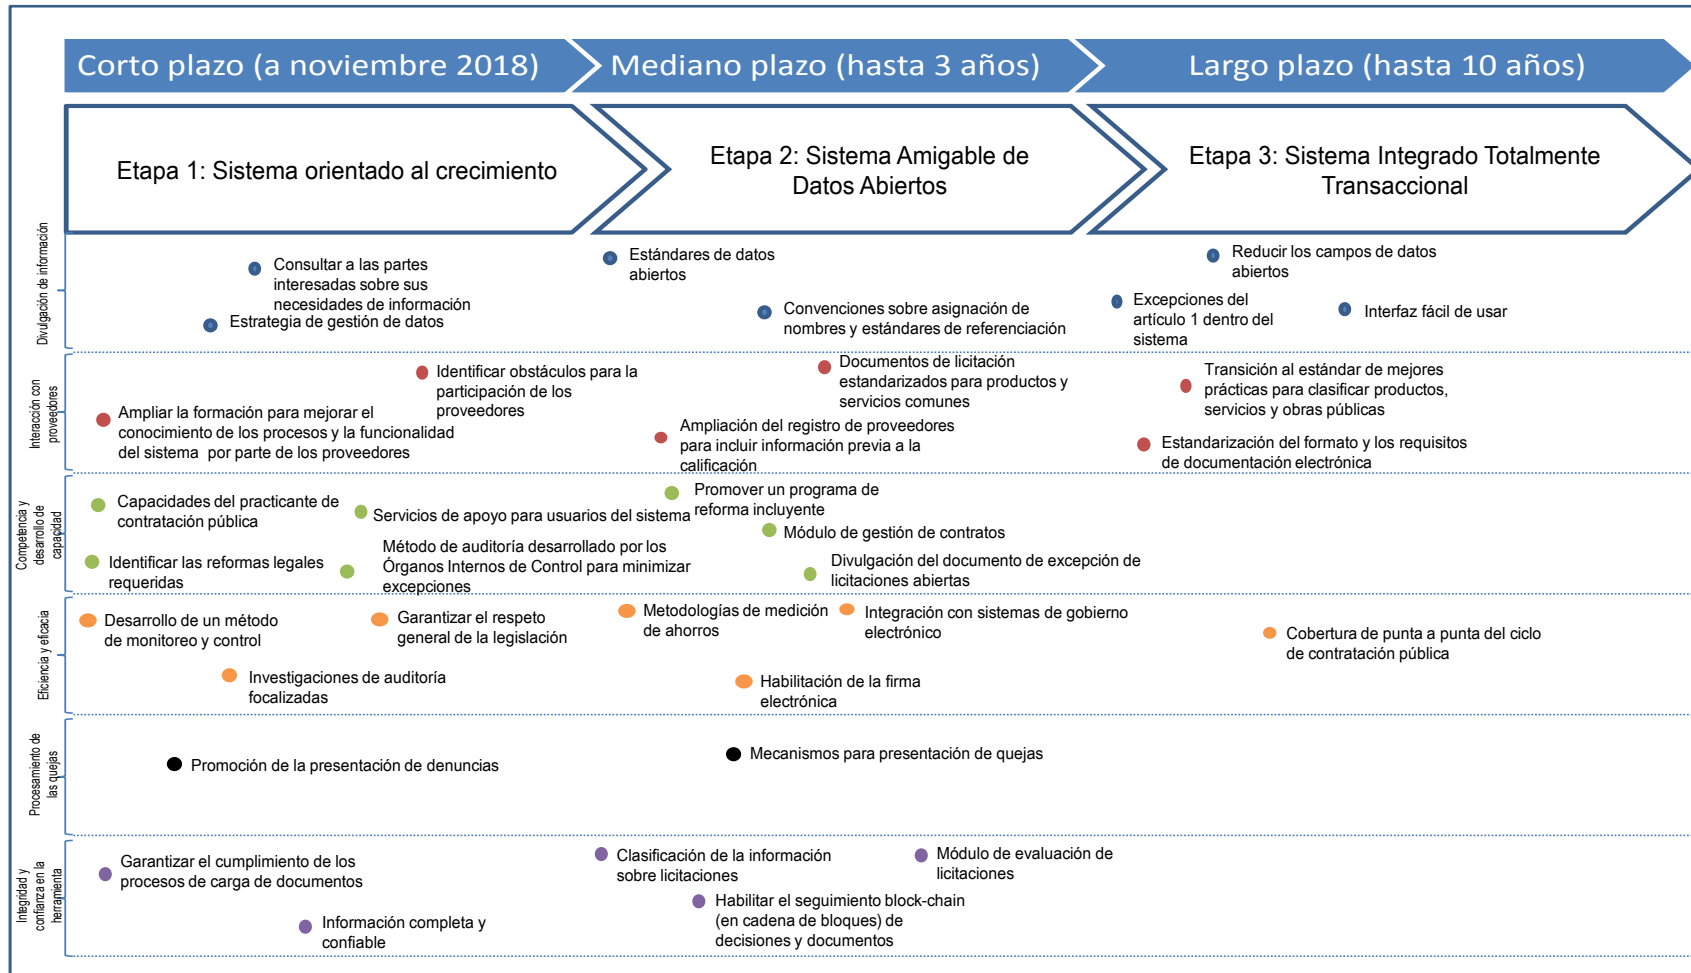 Corto plazo (a noviembre 2018)
Mediano plazo (hasta 3 años)
Largo plazo (hasta 10 años)
Etapa 1: Sistema orientado al crecimiento
Etapa 2: Sistema Amigable de
Datos Abiertos
Etapa 3: Sistema Integrado Totalmente
Transaccional
Divulgación de información
Consultar a las partes
interesadas sobre sus
necesidades de información
Estrategia de gestión de datos
Estándares de datos
abiertos
Convenciones sobre asignación de
nombres y estándares de referenciación
Reducir los campos de datos
abiertos
Excepciones del
artículo 1 dentro del
sistema
Interfaz fácil de usar
Interacción con
proveedores
Identificar obstáculos para la
participación de los
proveedores
Ampliar la formación para mejorar el
conocimiento de los procesos y la funcionalidad
del sistema por parte de los proveedores
Documentos de licitación
estandarizados para productos y
servicios comunes
Ampliación del registro de proveedores
para incluir información previa a la
calificación
Transición al estándar de mejores
prácticas para clasificar productos,
servicios y obras públicas
Estandarización del formato y los requisitos
de documentación electrónica
Competencia y
desarrollo de
capacidad
Capacidades del practicante de
contratación pública
Servicios de apoyo para usuarios del sistema
Identificar las reformas legales
requeridas
Método de auditoría desarrollado por los
Órganos Internos de Control para minimizar
excepciones
Promover un programa de
reforma incluyente
Módulo de gestión de contratos
Divulgación del documento de excepción de
licitaciones abiertas
Eficiencia y eficacia
Desarrollo de un método
de monitoreo y control
Garantizar el respeto
general de la legislación
Investigaciones de auditoría
focalizadas
Metodologías de medición
de ahorros
Integración con sistemas de gobierno
electrónico
Habilitación de la firma
electrónica
Cobertura de punta a punta del ciclo
de contratación pública
Procesamiento de
las quejas
Promoción de la presentación de denuncias
Mecanismos para presentación de quejas
Integridad y
confianza en la
herramienta
Garantizar el cumplimiento de los
procesos de carga de documentos
Información completa y
confiable
Clasificación de la información
sobre licitaciones
Módulo de evaluación de
licitaciones
Habilitar el seguimiento block-chain
(en cadena de bloques) de
decisiones y documentos